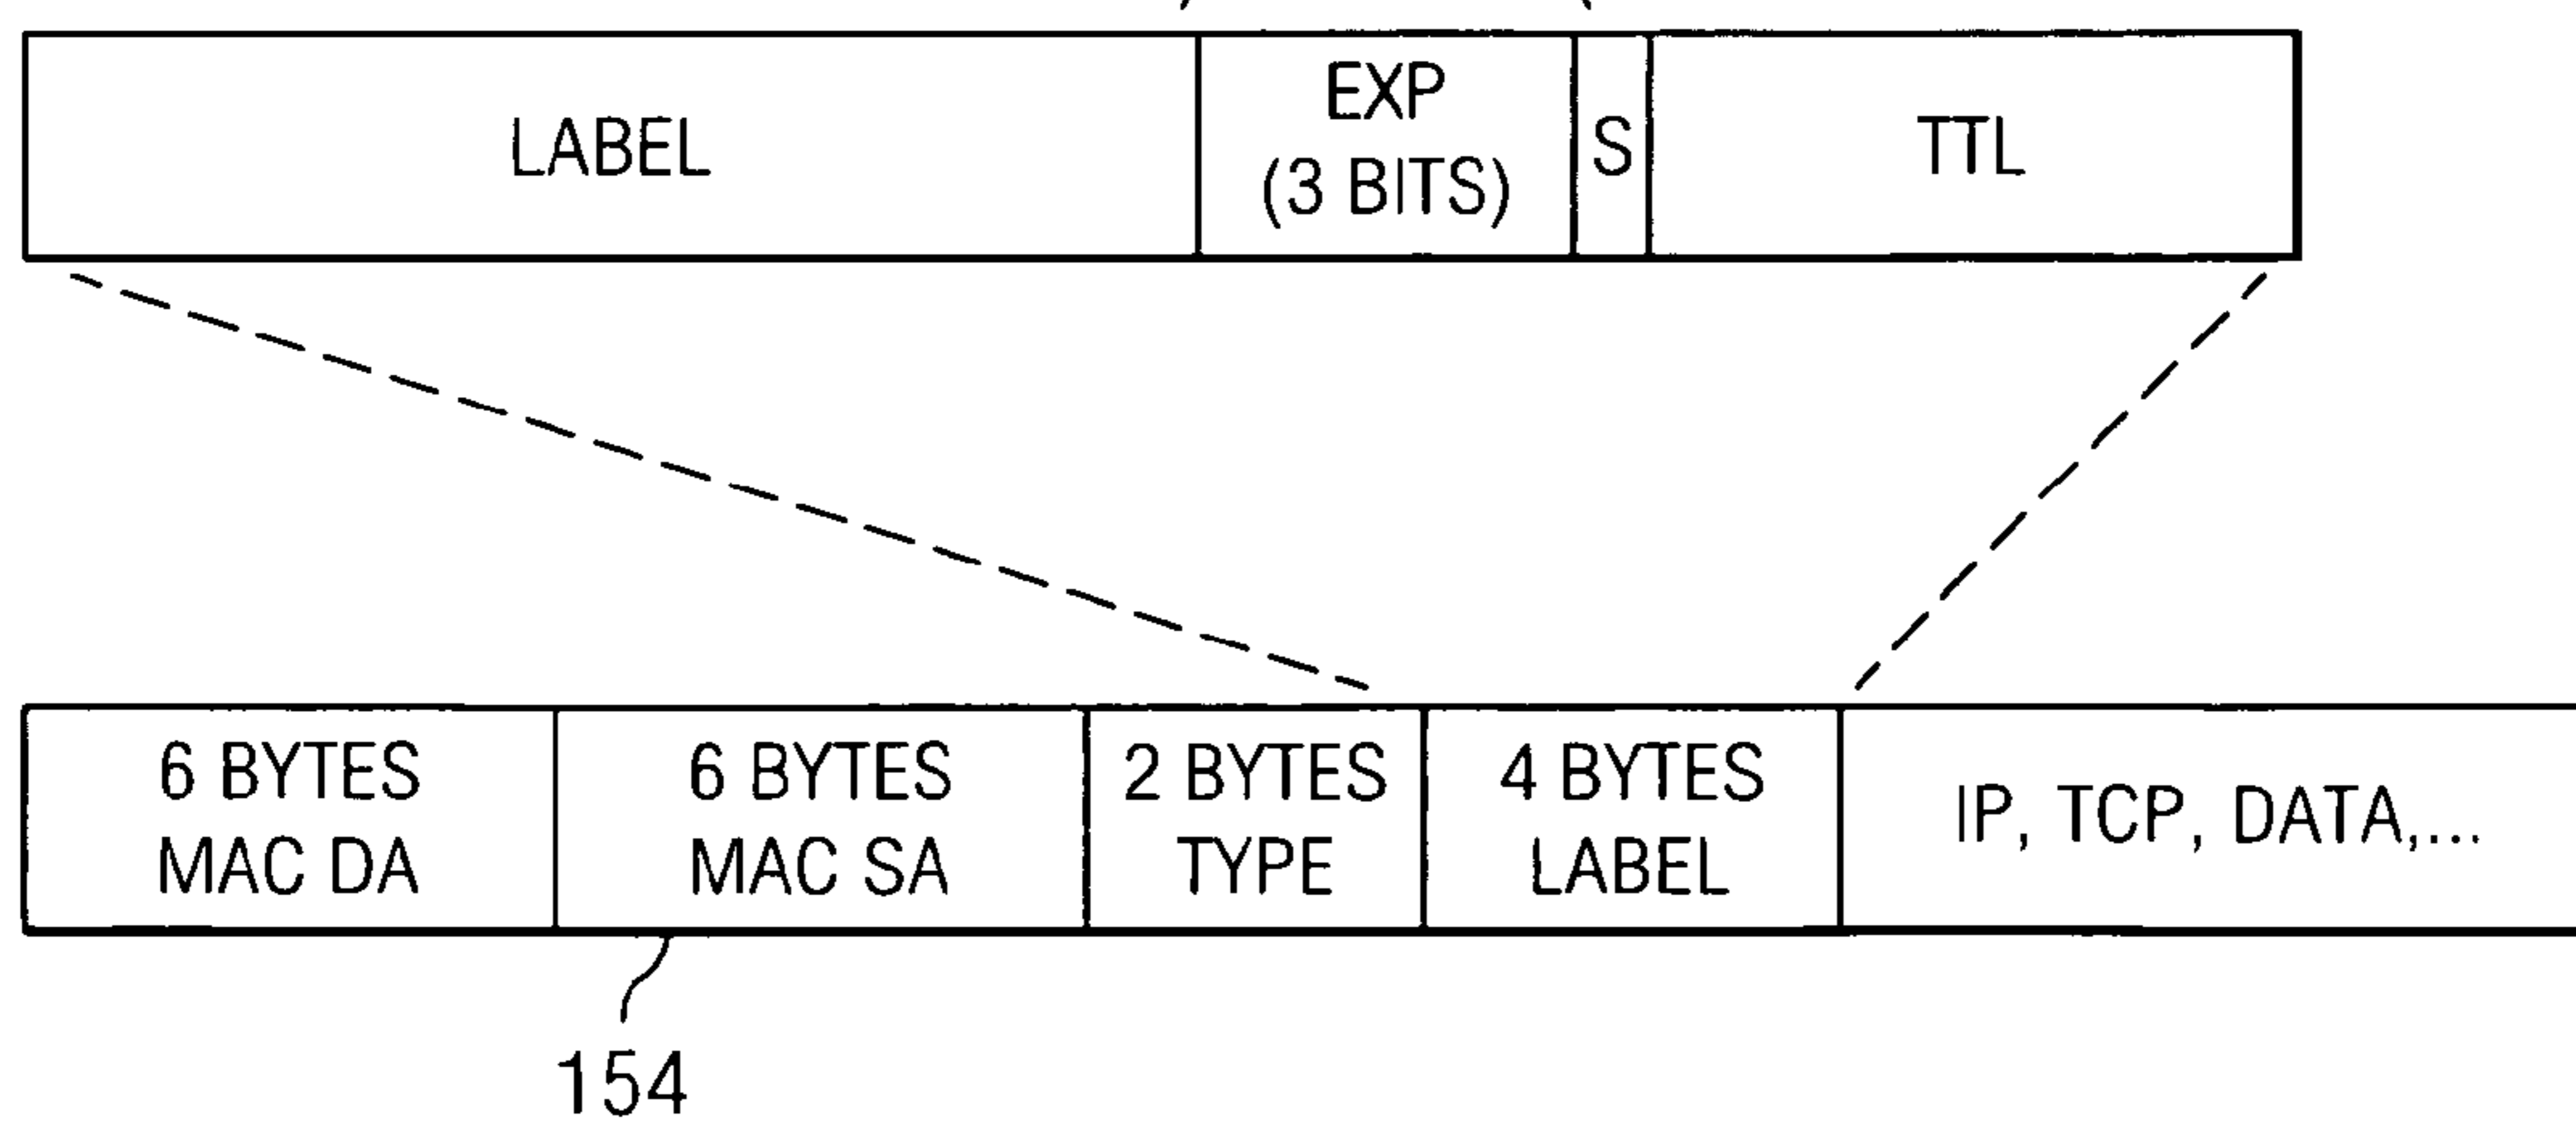 LABEL
EXP
(3 BITS)
S
TTL
6 BYTES
MAC DA
6 BYTES
MAC SA
2 BYTES
TYPE
4 BYTES
LABEL
IP, TCP, DATA,...
154